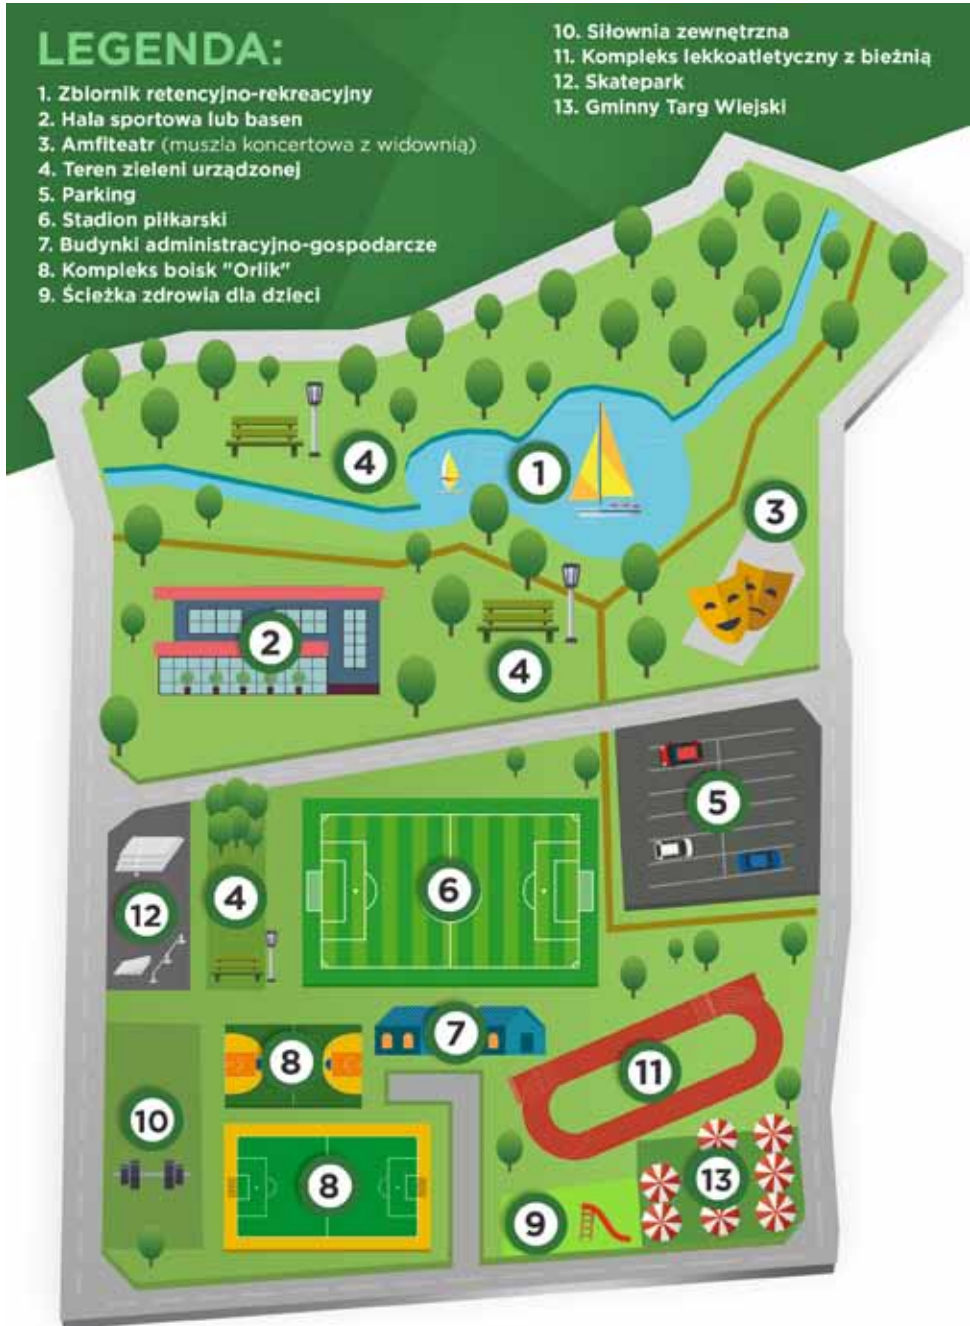 LEGENDA:
1. Zbiornik retencyjno-rekreacyjny
2. Hala sportowa lub basen
3. Amfiteatr (muszla koncertowa z widownią)
4. Teren zieleni urządzonej
5. Parking
6. Stadion piłkarski
7. Budynki administracyjno-gospodarcze
8. Kompleks boisk "Orlik"
9. Ścieżka zdrowia dla dzieci
10. Siłownia zewnętrzna
11. Kompleks lekkoatletyczny z bieżnią
12. Skatepark
13. Gminny Targ Wiejski
4
1
3
2
4
5
12
4
6
7
8
11
10
8
13
9